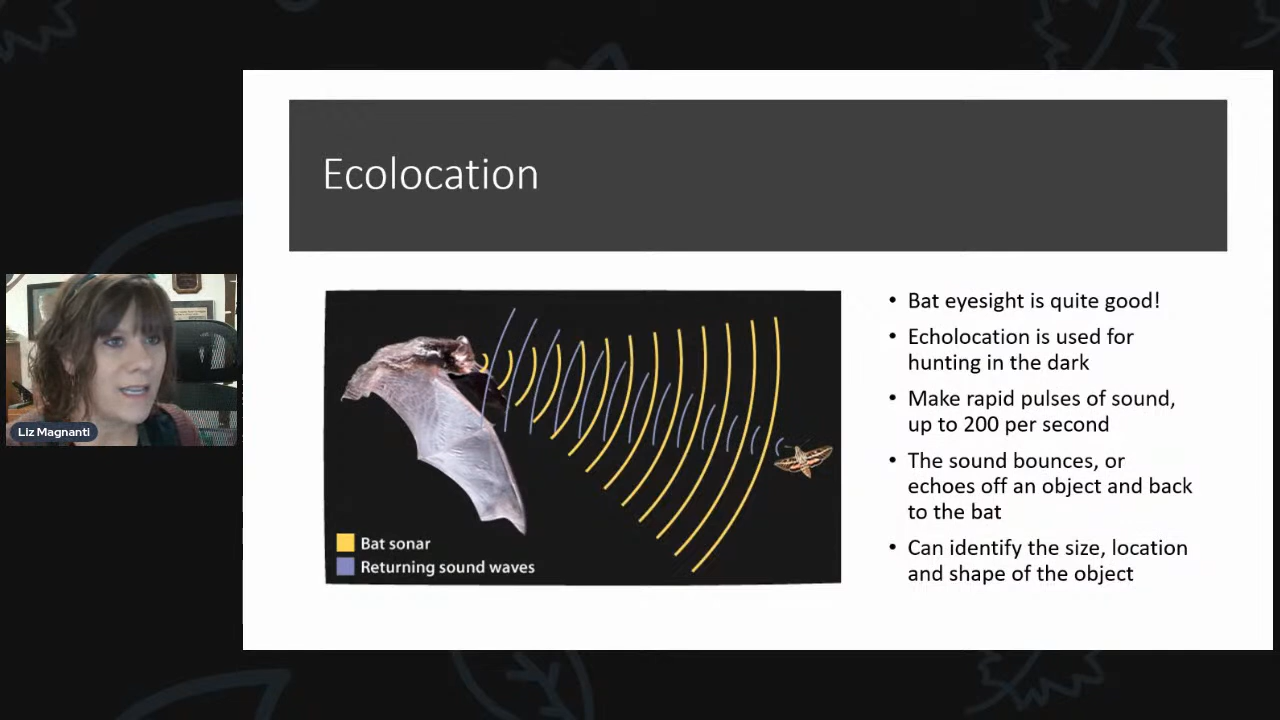 Ecolocation
• Bat eyesight is quite good!
• Echolocation is used for
hunting in the dark
• Make rapid pulses of sound,
up to 200 per second
• The sound bounces, or
echoes off an object and back
to the bat
• Can identify the size, location
and shape of the object
Bat sonar
Returning sound waves
Liz Magnanti